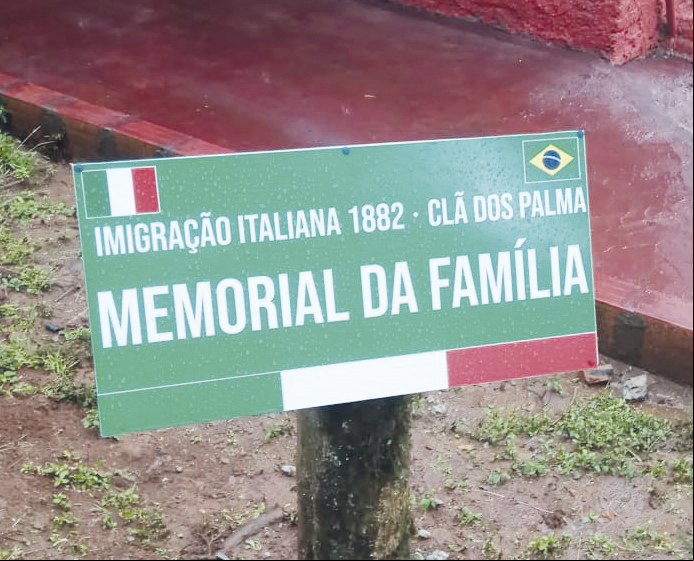 IMIGRAÇÃO ITALIANA 1882 · CLÃ DOS PALMA
MEMORIAL DA FAMÍLIA